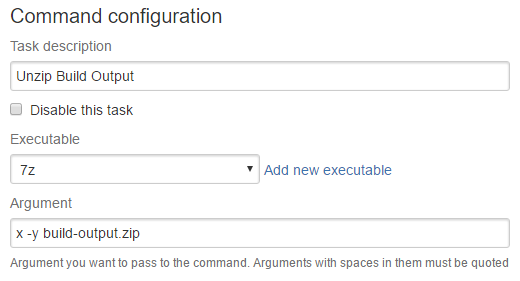 Command configuration
Task description
Unzip Build Output
Disable this task
Executable
7z Add new executable
Argument
x -y build-output.zip
Argument you want to pass to the command. Arguments with spaces in them must be quoted